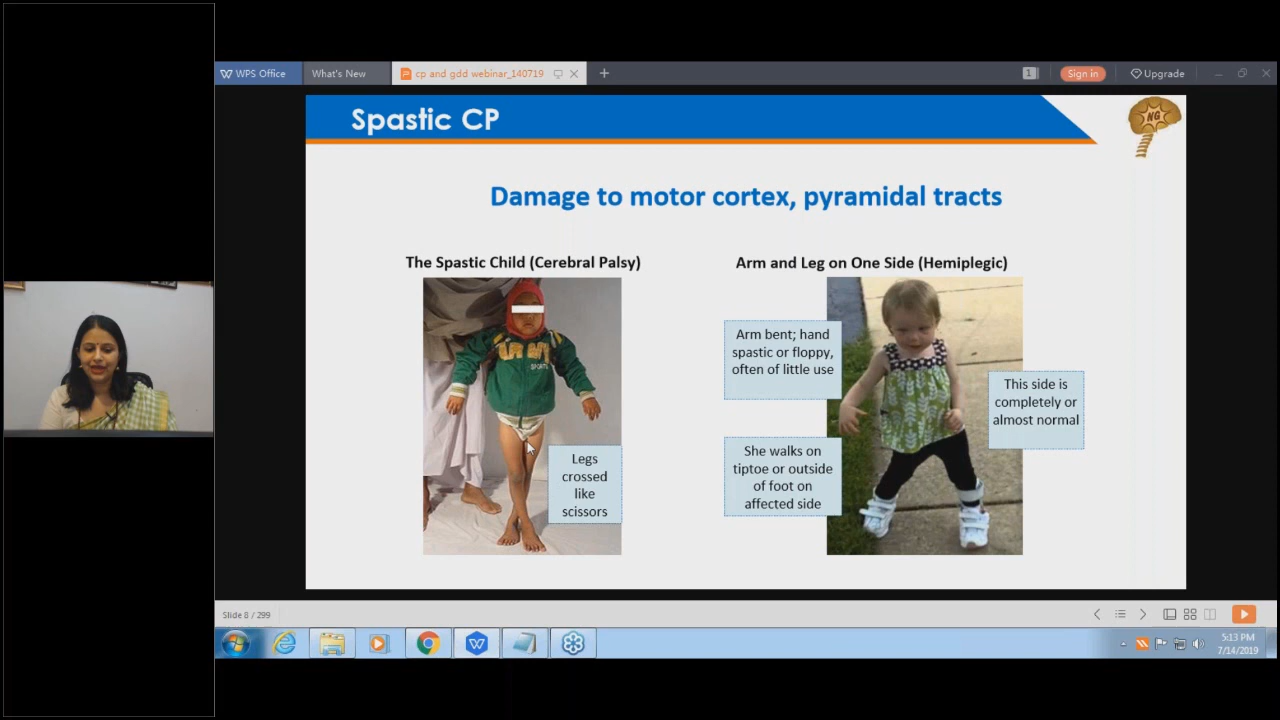 WPS Office
What's New
cp and gdd webinar_140719
1
Sign in
Upgrade
Spastic CP
NG
Damage to motor cortex, pyramidal tracts
The Spastic Child (Cerebral Palsy)
Arm and Leg on One Side (Hemiplegic)
SPORTS
Legs
crossed
like
scissors
Arm bent; hand
spastic or floppy,
often of little use
She walks on
tiptoe or outside
of foot on
affected side
This side is
completely or
almost normal
Slide 8 / 299
5:13 PM
7/14/2019